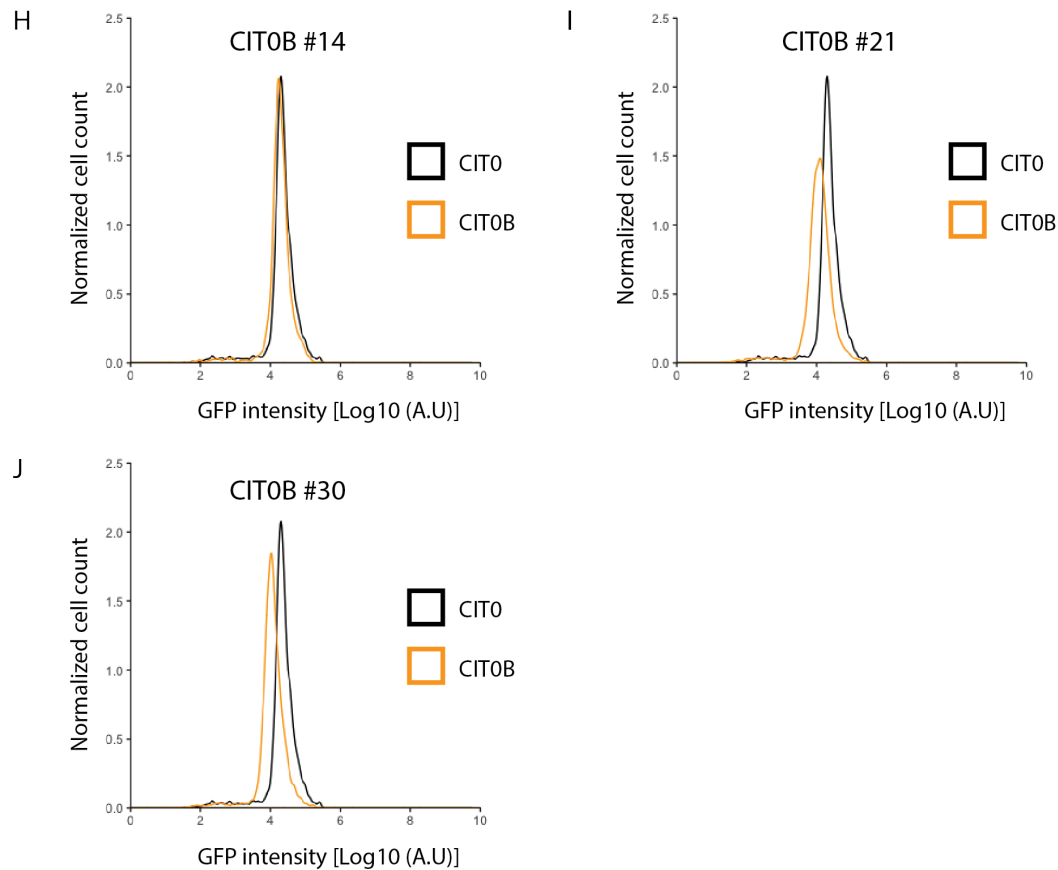 H
CIT0B #14
Normalized cell count
2.5
2.0
1.5
1.0
0.5
0.0
0 2 4 6 8 10
GFP intensity [Log10 (A.U)]
CIT0
CIT0B
I
CIT0B #21
Normalized cell count
2.5
2.0
1.5
1.0
0.5
0.0
0 2 4 6 8 10
GFP intensity [Log10 (A.U)]
CIT0
CIT0B
J
CIT0B #30
Normalized cell count
2.5
2.0
1.5
1.0
0.5
0.0
0 2 4 6 8 10
GFP intensity [Log10 (A.U)]
CIT0
CIT0B